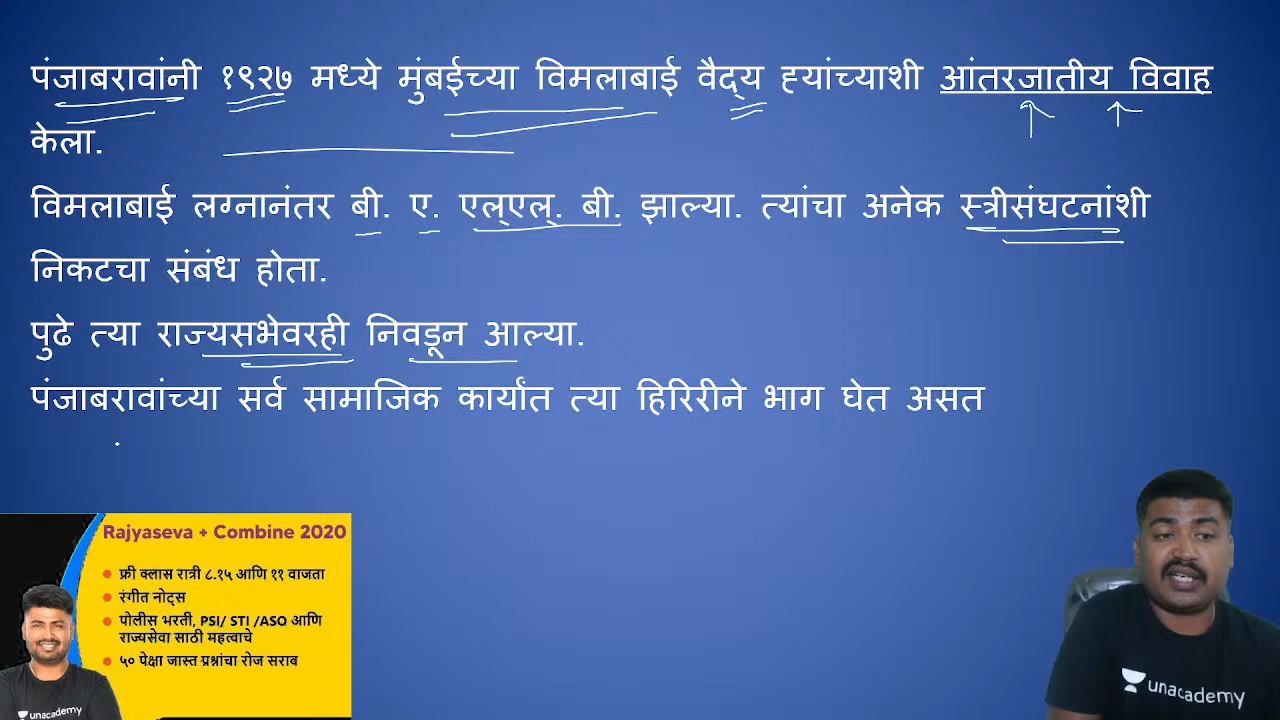 पंजाबरावांनी १९२७ मध्ये मुंबईच्या विमलाबाई वैद्य ह्यांच्याशी आंतरजातीय विवाह
केला.
विमलाबाई लग्नानंतर बी. ए. एल्एल्. बी. झाल्या. त्यांचा अनेक स्त्रीसंघटनांशी
निकटचा संबंध होता.
पुढे त्या राज्यसभेवरही निवडून आल्या.
पंजाबरावांच्या सर्व सामाजिक कार्यांत त्या हिरिरीने भाग घेत असत
Rajyaseva + Combine 2020
फ्री क्लास रात्री ८.१५ आणि ११ वाजता
रंगीत नोट्स
पोलीस भरती, PSI/ STI /ASO आणि
राज्यसेवा साठी महत्वाचे
५० पेक्षा जास्त प्रश्नांचा रोज सराव
unacademy
unacademy